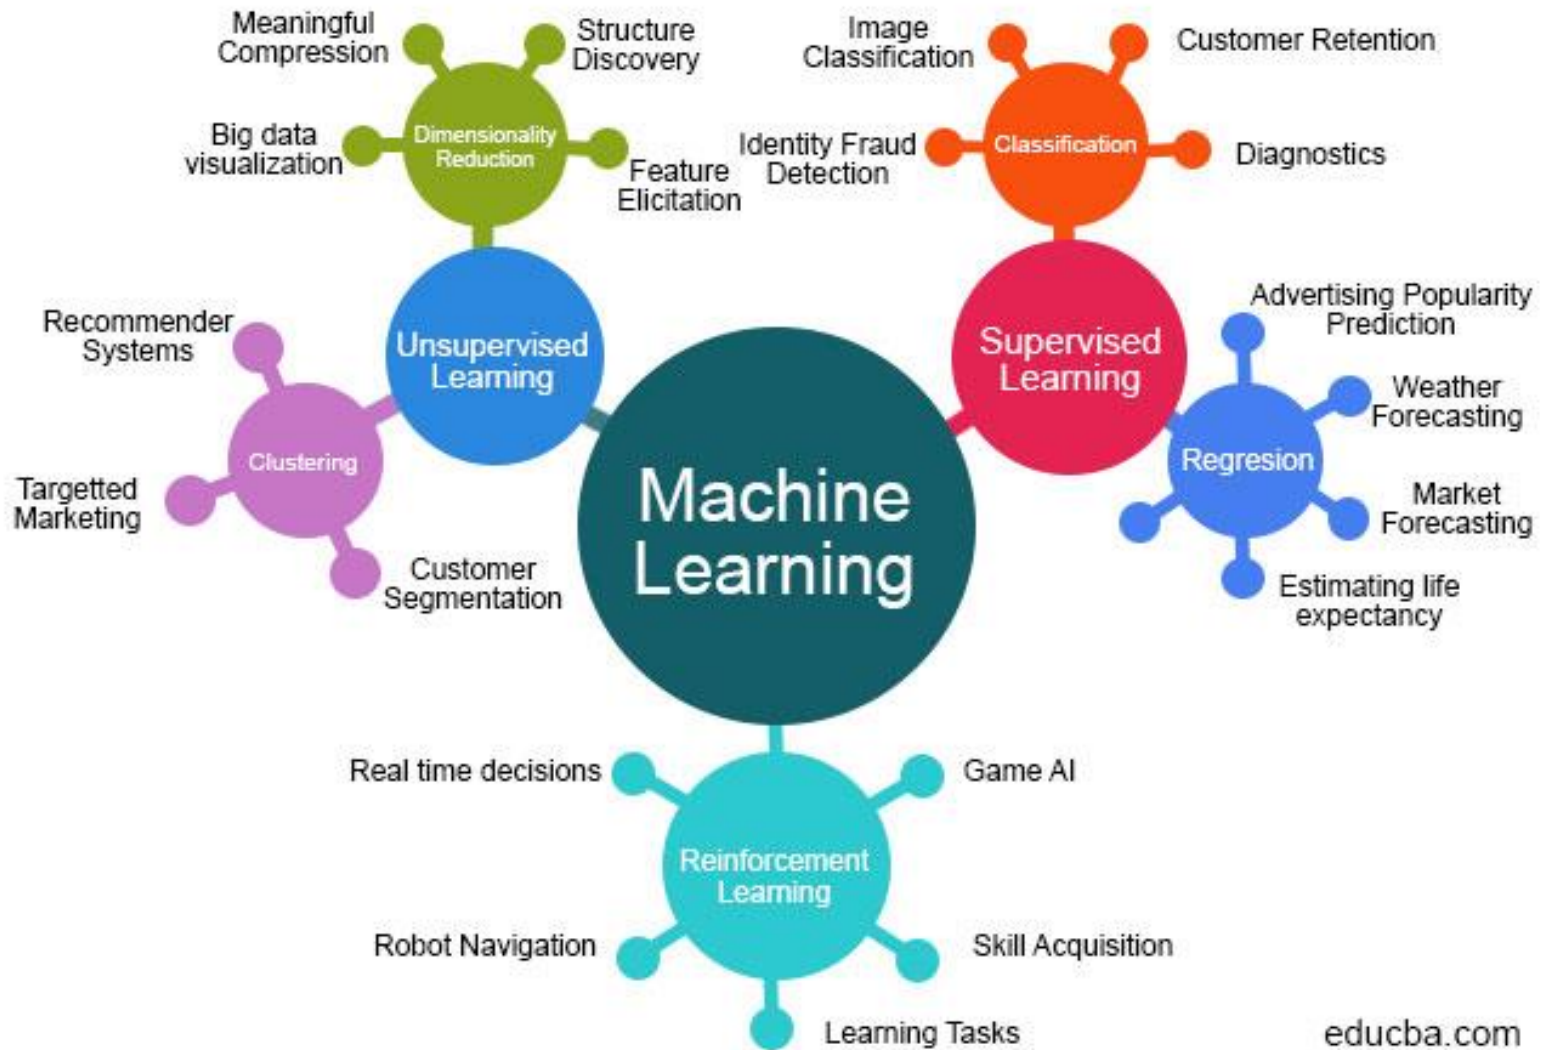 Meaningful
Compression
Structure
Discovery
Big data
visualization
Dimensionality
Reduction
Feature
Elicitation
Image
Classification
Customer Retention
Identity Fraud
Detection
Classification
Diagnostics
Recommender
Systems
Unsupervised
Learning
Clustering
Targetted
Marketing
Customer
Segmentation
Machine
Learning
Supervised
Learning
Advertising Popularity
Prediction
Weather
Forecasting
Regresion
Market
Forecasting
Estimating life
expectancy
Real time decisions
Game AI
Reinforcement
Learning
Robot Navigation
Skill Acquisition
Learning Tasks
educba.com